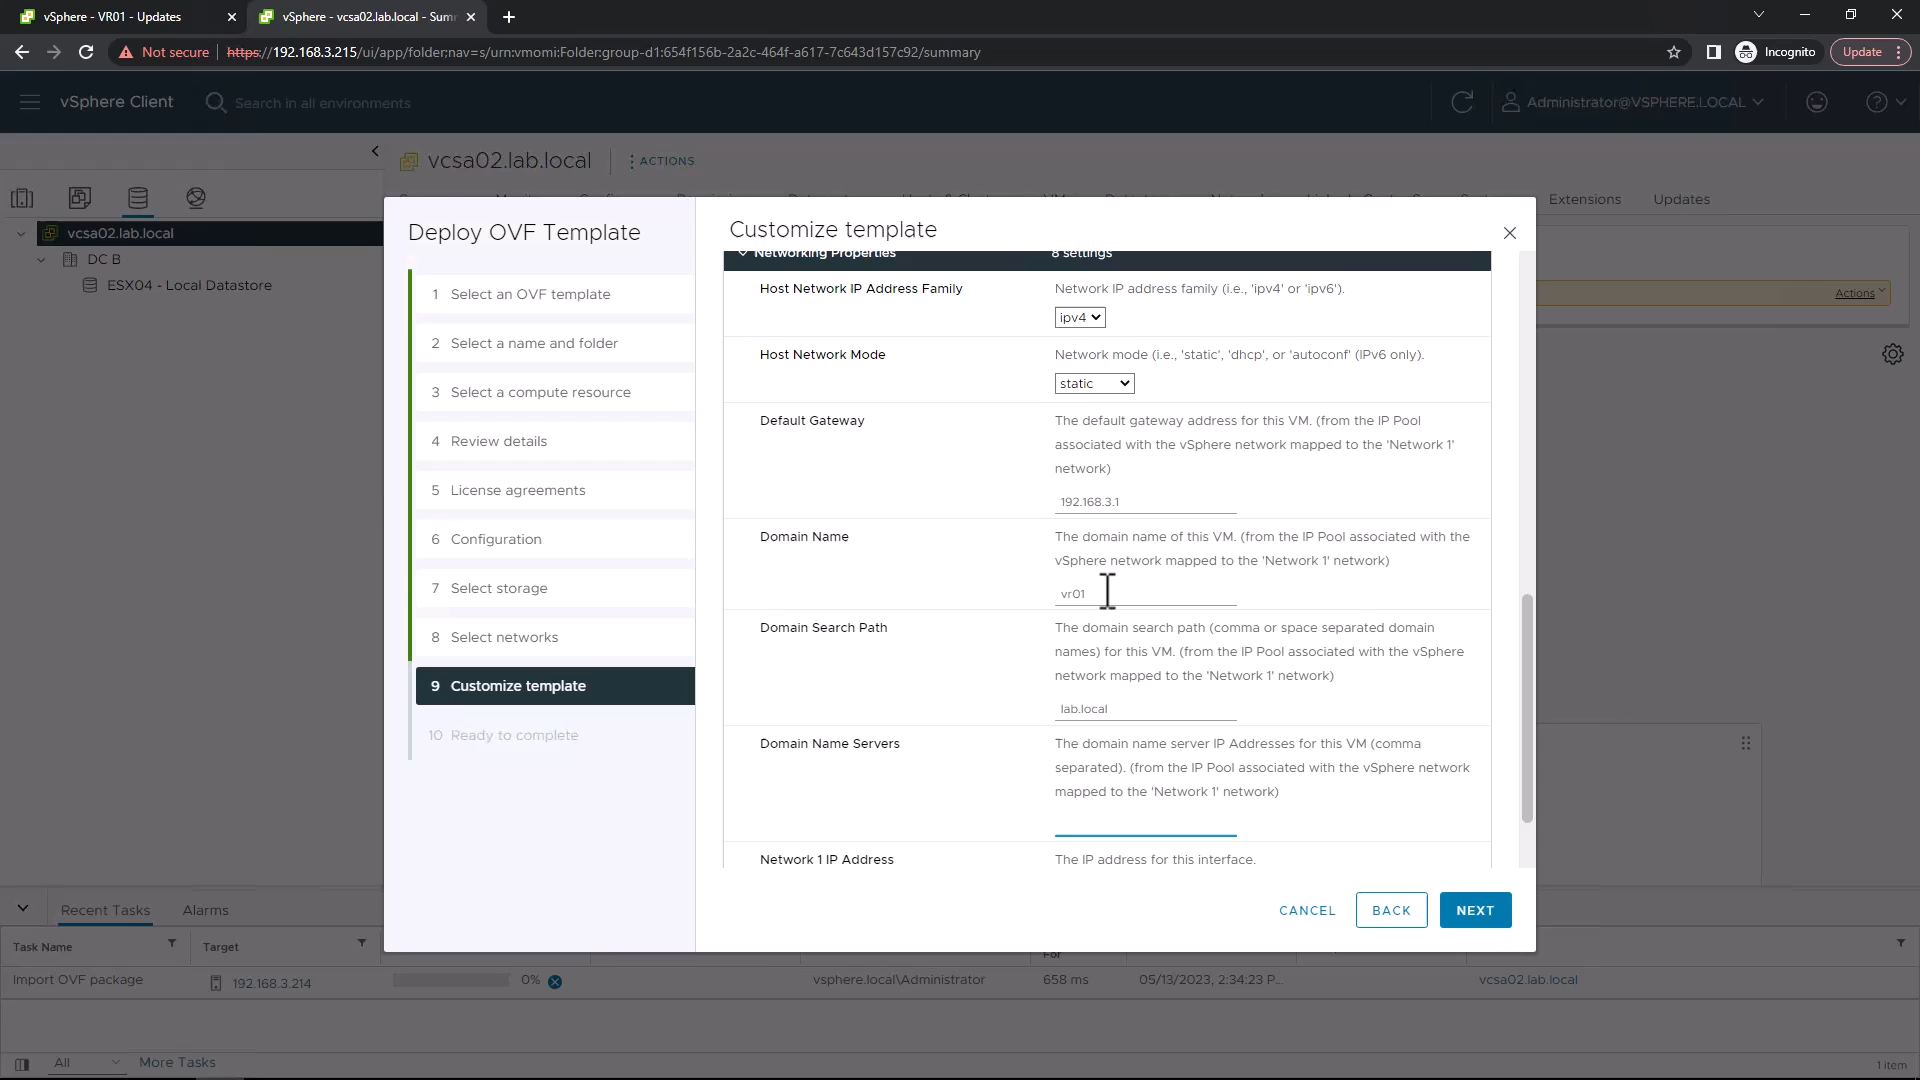 vSphere - VR01 - Updates
vSphere - vcsa02.lab.local - Sum
Not secure https://192.168.3.215/ui/app/folder;nav=s/urn:vmomi:Folder:group-d1:654f156b-2a2c-464f-a617-7c643d157c92/summary
Incognito
Update
vSphere Client
Search in all environments
Administrator@VSPHERE.LOCAL
vcsa02.lab.local
ACTIONS
Extensions
Updates
vcsa02.lab.local
DC B
ESX04 - Local Datastore
Actions
Deploy OVF Template
1 Select an OVF template
2 Select a name and folder
3 Select a compute resource
4 Review details
5 License agreements
6 Configuration
7 Select storage
8 Select networks
9 Customize template
10 Ready to complete
Customize template
Networking Properties
8 settings
Host Network IP Address Family
Network IP address family (i.e., 'ipv4' or 'ipv6').
ipv4
Host Network Mode
Network mode (i.e., 'static', 'dhcp', or 'autoconf' (IPv6 only).
static
Default Gateway
The default gateway address for this VM. (from the IP Pool
associated with the vSphere network mapped to the 'Network 1'
network)
192.168.3.1
Domain Name
The domain name of this VM. (from the IP Pool associated with the
vSphere network mapped to the 'Network 1' network)
vr01
Domain Search Path
The domain search path (comma or space separated domain
names) for this VM. (from the IP Pool associated with the vSphere
network mapped to the 'Network 1' network)
lab.local
Domain Name Servers
The domain name server IP Addresses for this VM (comma
separated). (from the IP Pool associated with the vSphere network
mapped to the 'Network 1' network)
Network 1 IP Address
The IP address for this interface.
CANCEL
BACK
NEXT
Recent Tasks
Alarms
Task Name
Target
For
Import OVF package
192.168.3.214
0%
vsphere.local\Administrator
658 ms
05/13/2023, 2:34:23 P...
vcsa02.lab.local
All
More Tasks
1 item